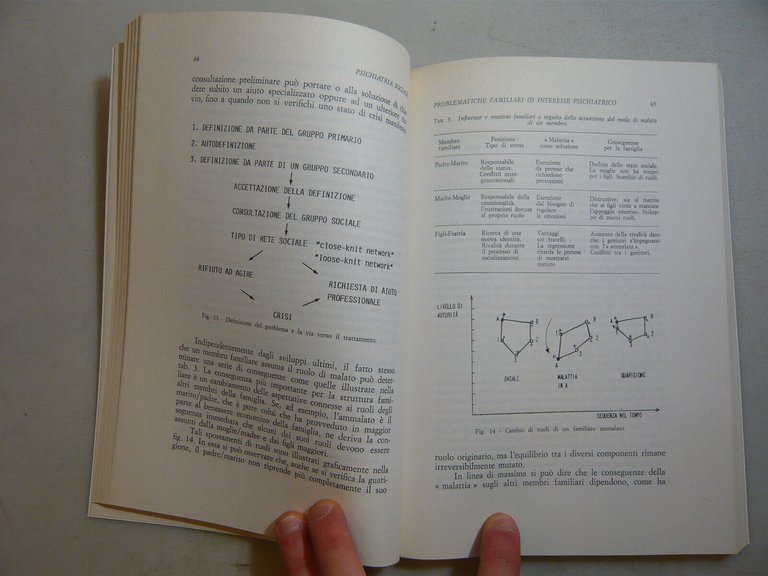 64
PSICHIATRIA SOCIALE
consultazione preliminare può portare o alla soluzione di
dere subito un aiuto specializzato oppure ad un ulteriore
vio, fino a quando non si verifichi uno stato di crisi
1. DEFINIZIONE DA PARTE DEL GRUPPO PRIMARIO
2. AUTODEFINIZIONE
3. DEFINIZIONE DA PARTE DI UN GRUPPO SECONDARIO
ACCETTAZIONE DELLA DEFINIZIONE
CONSULTAZIONE DEL GRUPPO SOCIALE
TIPO DI RETE SOCIALE "close-knit network"
"loose-knit network"
RIFIUTO AD AGIRE
RICHIESTA DI AIUTO
PROFESSIONALE
CRISI
Fig. 13 - Definizione del problema e la via verso il trattamento.
Indipendentemente dagli sviluppi ultimi, il fatto stesso
che un membro familiare assuma il ruolo di malato può deter-
minare una serie di conseguenze come quelle illustrate nella
tab. 3. La conseguenza più importante per la struttura fami-
liare è un cambiamento delle aspettative connesse ai ruoli degli
altri membri della famiglia. Se, ad esempio, l'ammalato è il
marito/padre, che è pure colui che ha provveduto in maggior
parte al benessere economico della famiglia, ne deriva la con-
seguenza immediata che alcuni dei suoi ruoli devono essere
assunti dalla moglie/madre e dai figli maggiori.
Tali spostamenti di ruoli sono illustrati graficamente nella
fig. 14. In essa si può osservare che, anche se si verifica la guari-
gione, il padre/marito non riprende più completamente il suo
PROBLEMATICHE FAMILIARI DI INTERESSE PSICHIATRICO 65
TAB. 3. Influenze e reazioni familiari a seguito della assunzione del ruolo di malato
di un membro.
Membro Posizione - « Malattia » Conseguenze
familiare Tipo di stress come soluzione per la famiglia
Padre-Marito Responsabile Esenzione Declino dello stato sociale.
dello status. da pretese che La moglie non ha tempo
Conflitti inter- richiedono per i figli. Scambio di ruoli.
generazionali prestazioni
Madre-Moglie Responsabile della Esenzione Disruttive: sia al marito
emozionalità. dal bisogno di che ai figli viene a mancare
Frustrazioni dovute regolare l'appoggio emotivo. Svilup-
al proprio ruolo le emozioni po di nuovi ruoli.
Figli-Fratria Ricerca di una Vantaggi Aumento della rivalità dato
nuova identità. sui fratelli. che i genitori s'impegnano
Rivalità durante La regressione con l'« ammalato ».
il processo di riguarda le pretese Conflitti tra i genitori.
socializzazione di mostrarsi
maturo
LIVELLO DI
AUTORITÀ
A B 1 2 3
1 B 2 A 3
A B 1 2 3
BASALE MALATTIA GUARIGIONE
IN A
SEQUENZA NEL TEMPO
Fig. 14 - Cambio di ruoli di un familiare ammalato.
ruolo originario, ma l'equilibrio tra i diversi componenti rimane
irreversibilmente mutato.
In linea di massima si può dire che le conseguenze della
« malattia » sugli altri membri familiari dipendono, come ha